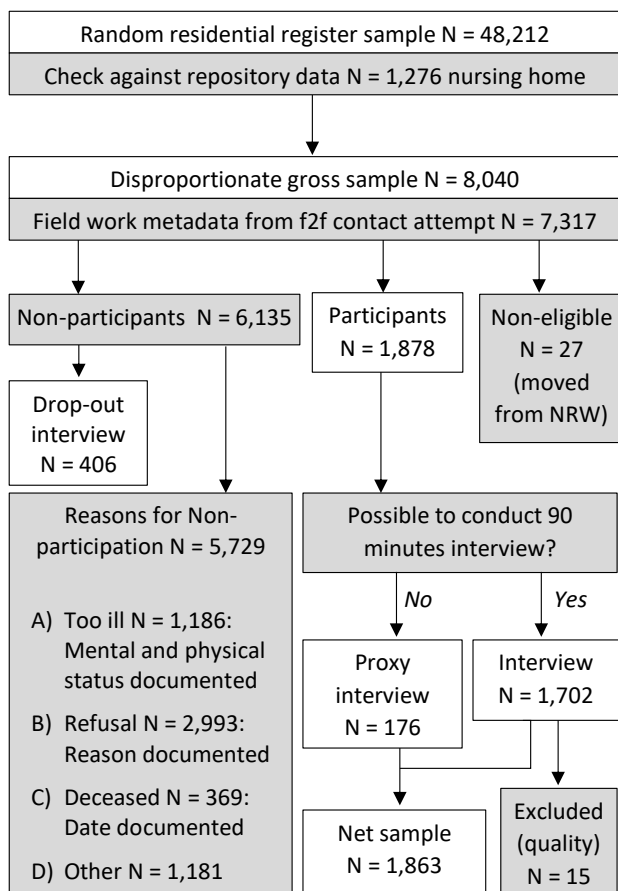 Random residential register sample N = 48,212
Check against repository data N = 1,276 nursing home
Disproportionate gross sample N = 8,040
Field work metadata from f2f contact attempt N = 7,317
Non-participants N = 6,135
Participants
N = 1,878
Non-eligible
N = 27
(moved
from NRW)
Drop-out
interview
N = 406
Reasons for Non-
participation N = 5,729
A) Too ill N = 1,186:
Mental and physical
status documented
B) Refusal N = 2,993:
Reason documented
C) Deceased N = 369:
Date documented
D) Other N = 1,181
Possible to conduct 90
minutes interview?
No
Yes
Proxy
interview
N = 176
Interview
N = 1,702
Net sample
N = 1,863
Excluded
(quality)
N = 15